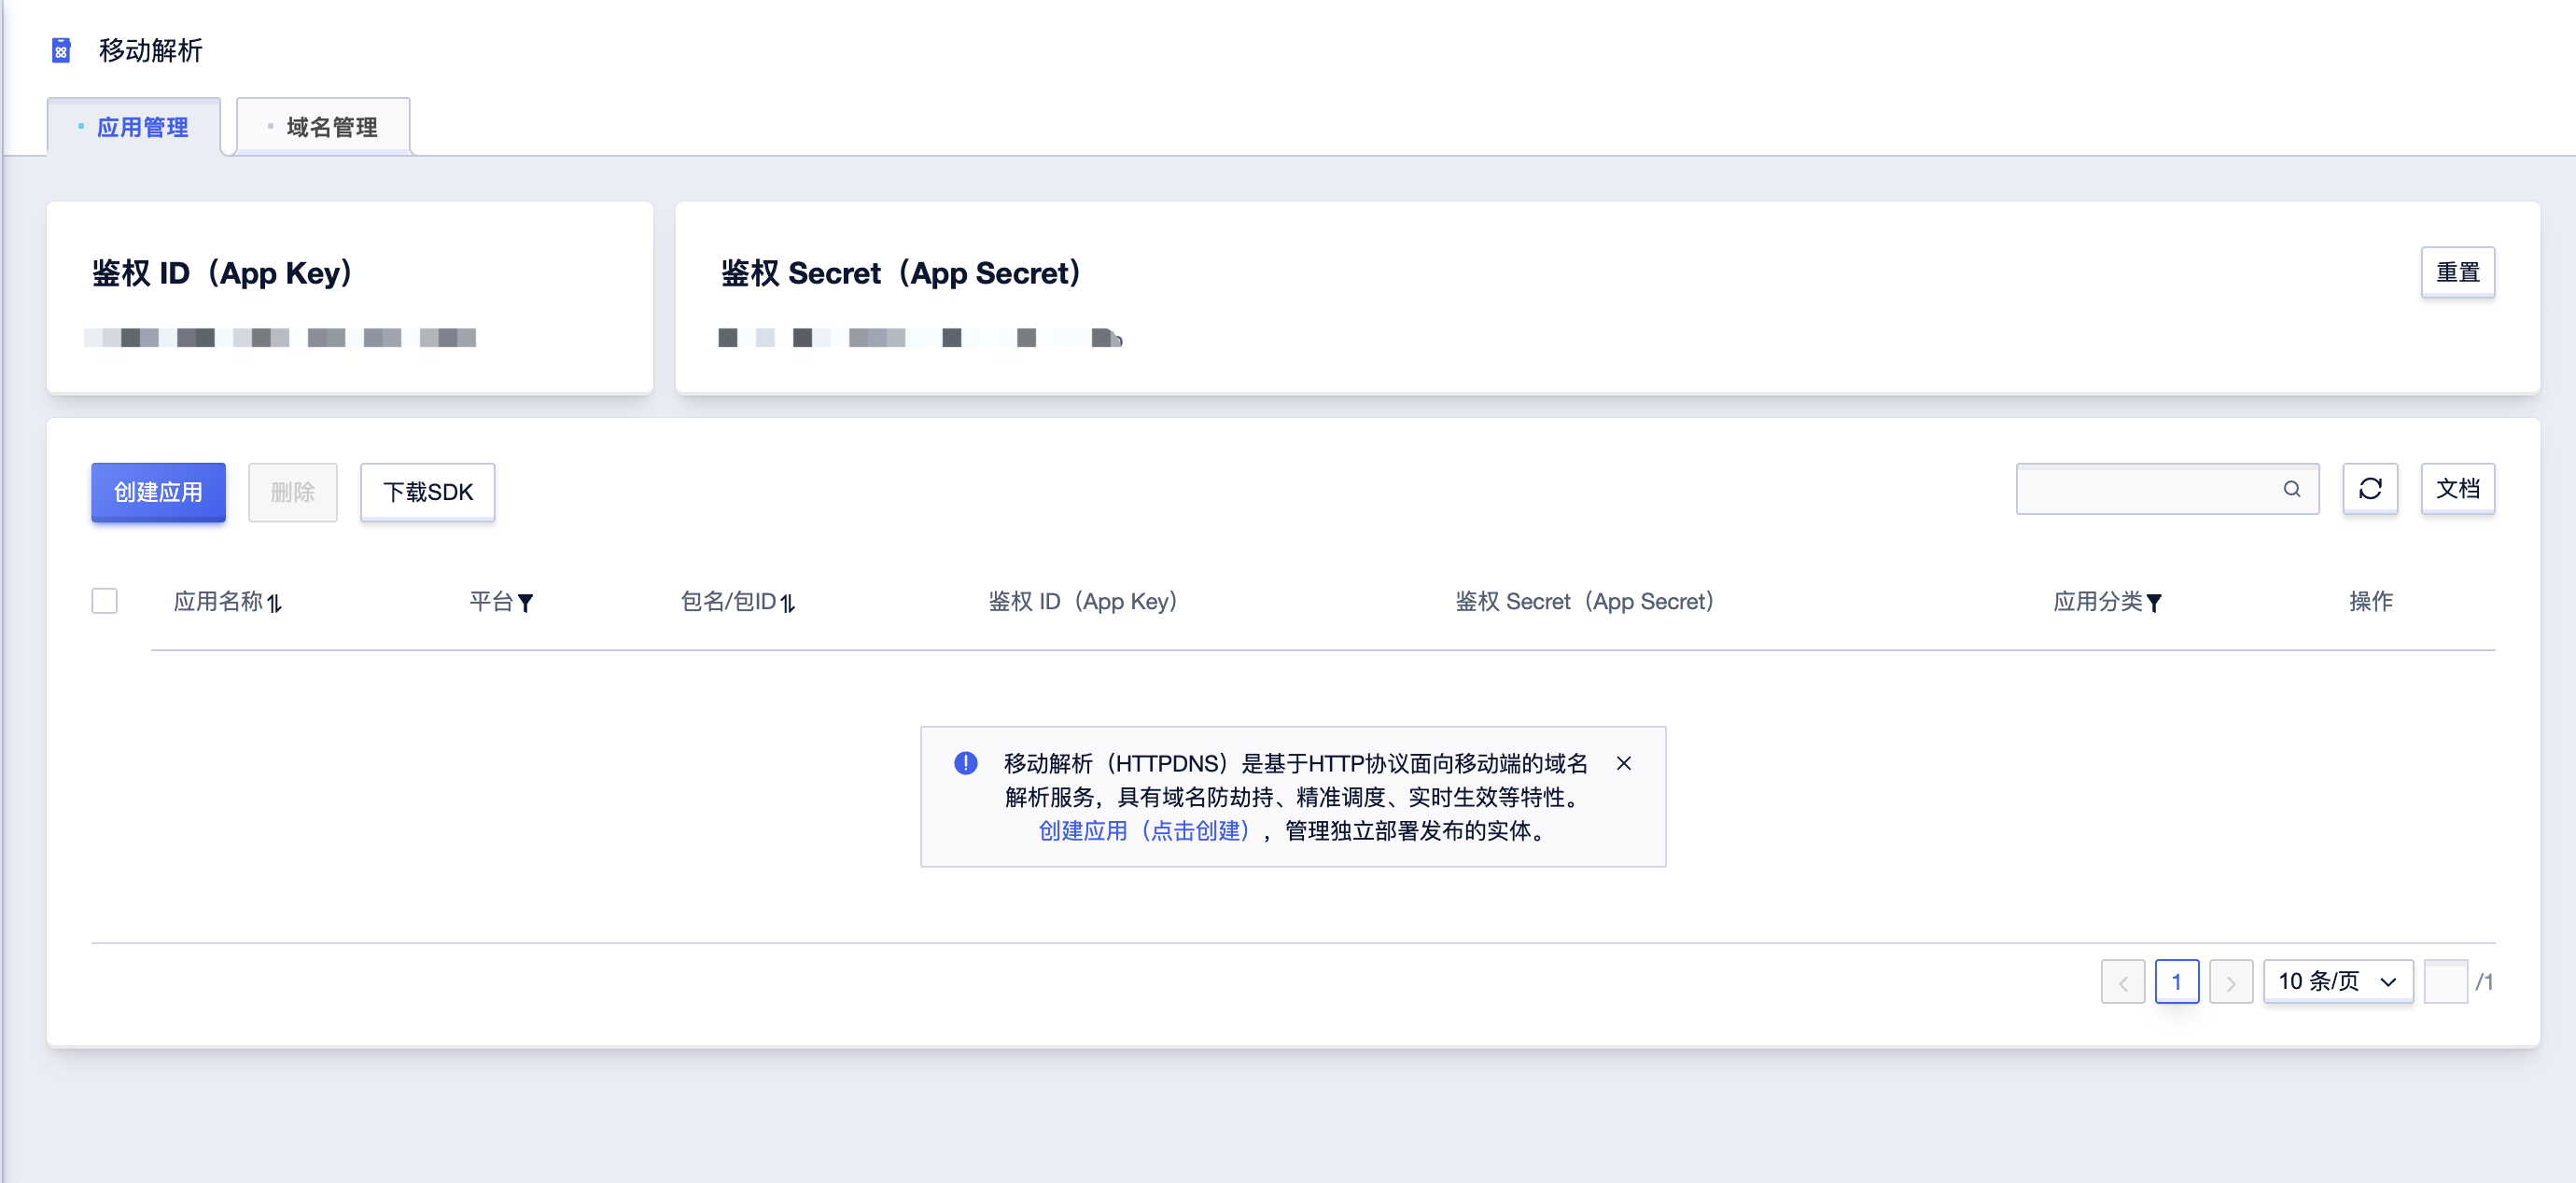 移动解析
应用管理
域名管理
鉴权 ID（App Key）
鉴权 Secret（App Secret）
重置
创建应用
删除
下载SDK
文档
应用名称
平台
包名/包ID
鉴权 ID（App Key）
鉴权 Secret（App Secret）
应用分类
操作
移动解析（HTTPDNS）是基于HTTP协议面向移动端的域名
解析服务，具有域名防劫持、精准调度、实时生效等特性。
创建应用（点击创建），管理独立部署发布的实体。
1
10 条/页
/1